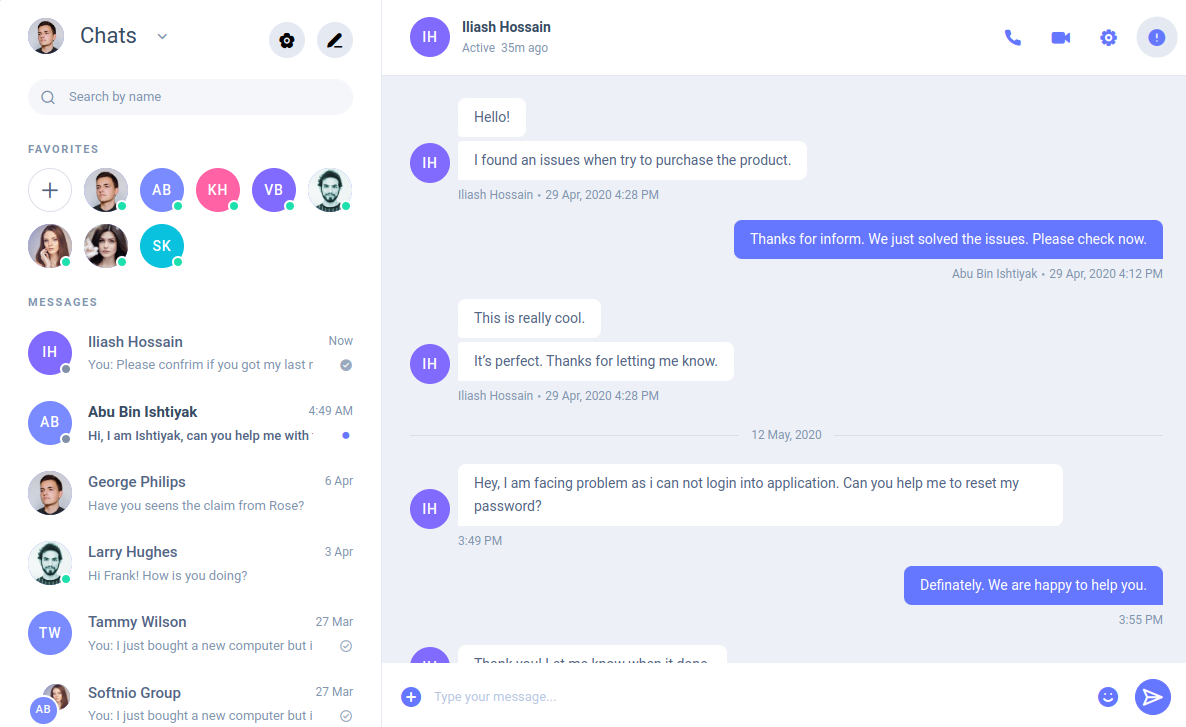 Chats
Search by name
FAVORITES
AB
KH
VB
SK
MESSAGES
IH
Iliash Hossain
Now
You: Please confrim if you got my last r
AB
Abu Bin Ishtiyak
4:49 AM
Hi, I am Ishtiyak, can you help me with
George Philips
6 Apr
Have you seens the claim from Rose?
Larry Hughes
3 Apr
Hi Frank! How is you doing?
TW
Tammy Wilson
27 Mar
You: I just bought a new computer but i
AB
Softnio Group
27 Mar
You: I just bought a new computer but i
IH
Iliash Hossain
Active 35m ago
Hello!
IH
I found an issues when try to purchase the product.
Iliash Hossain • 29 Apr, 2020 4:28 PM
Thanks for inform. We just solved the issues. Please check now.
Abu Bin Ishtiyak • 29 Apr, 2020 4:12 PM
This is really cool.
IH
It’s perfect. Thanks for letting me know.
Iliash Hossain • 29 Apr, 2020 4:28 PM
12 May, 2020
IH
Hey, I am facing problem as i can not login into application. Can you help me to reset my
password?
3:49 PM
Definately. We are happy to help you.
3:55 PM
IH
Thank you! Let me know when it done.
Type your message...